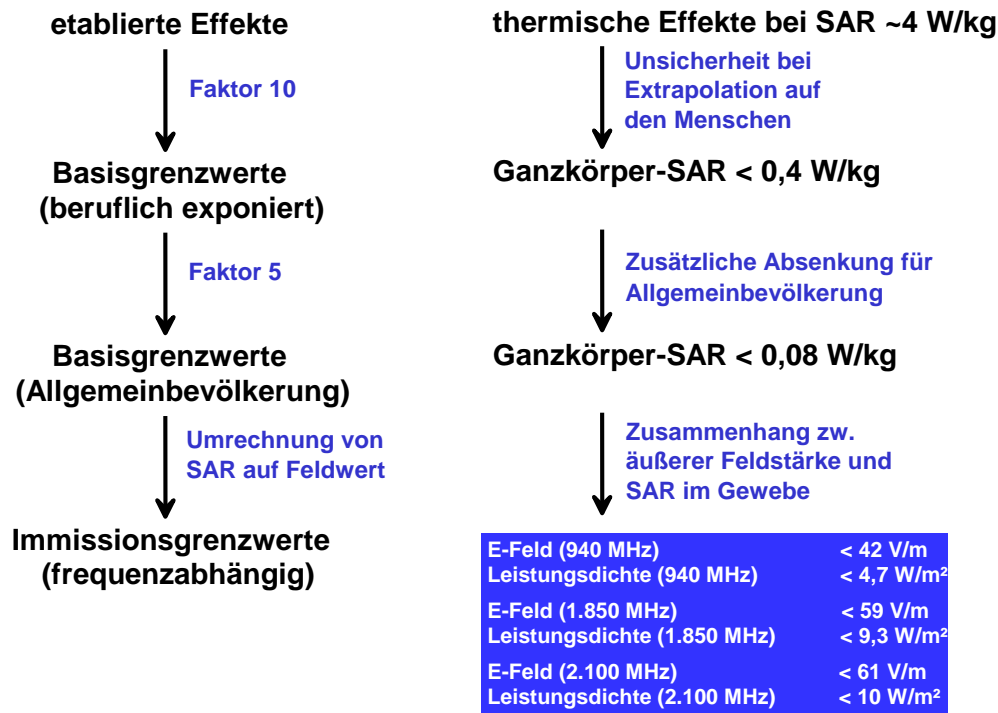 etablierte Effekte
thermische Effekte bei SAR ~4 W/kg
Faktor 10
Unsicherheit bei
Extrapolation auf
den Menschen
Basisgrenzwerte
(beruflich exponiert)
Ganzkörper-SAR < 0,4 W/kg
Faktor 5
Zusätzliche Absenkung für
Allgemeinbevölkerung
Basisgrenzwerte
(Allgemeinbevölkerung)
Ganzkörper-SAR < 0,08 W/kg
Umrechnung von
SAR auf Feldwert
Zusammenhang zw.
äußerer Feldstärke und
SAR im Gewebe
Immissionsgrenzwerte
(frequenzabhängig)
E-Feld (940 MHz) < 42 V/m
Leistungsdichte (940 MHz) < 4,7 W/m²
E-Feld (1.850 MHz) < 59 V/m
Leistungsdichte (1.850 MHz) < 9,3 W/m²
E-Feld (2.100 MHz) < 61 V/m
Leistungsdichte (2.100 MHz) < 10 W/m²